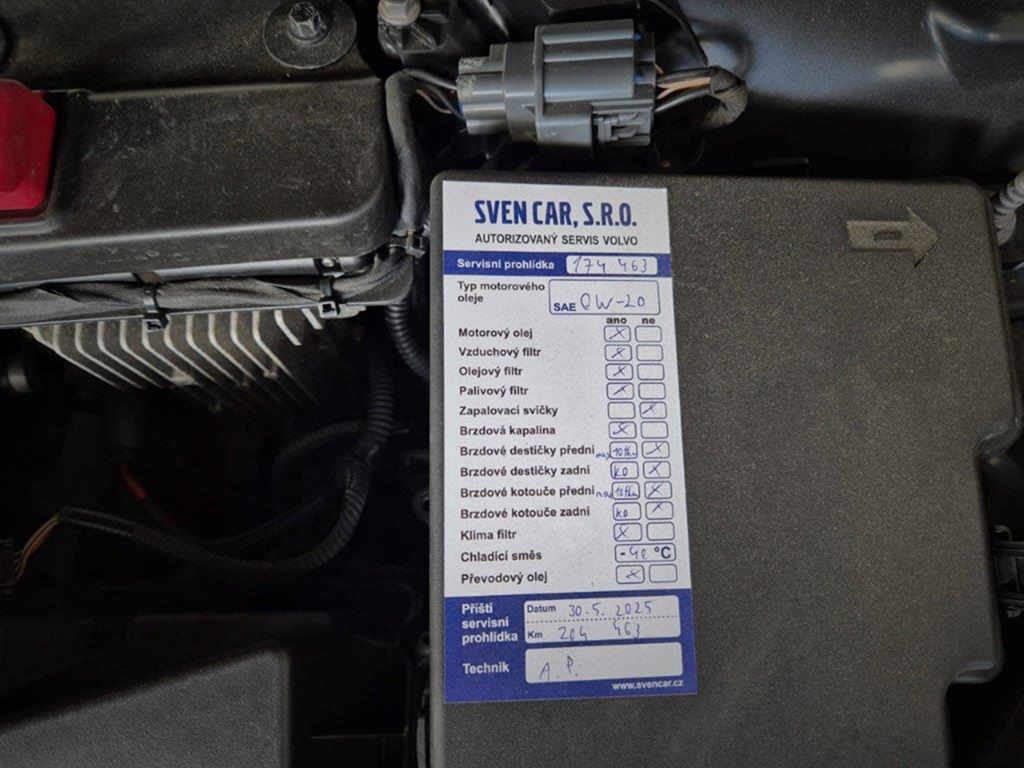 SVEN CAR, S.R.O.
AUTORIZOVANÝ SERVIS VOLVO
Servisní prohlídka 174 463
Typ motorového
oleje SAE 0W-20
ano ne
Motorový olej x
Vzduchový filtr x
Olejový filtr x
Palivový filtr x
Zapalovací svíčky x
Brzdová kapalina x
Brzdové destičky přední x
Brzdové destičky zadní KO x
Brzdové kotouče přední x
Brzdové kotouče zadní KO x
Klima filtr x
Chladící směs -40 °C
Převodový olej x
Příští
servisní
prohlídka
Datum 30.5. 2025
Km 204 463
Technik A.P.
www.svencar.cz